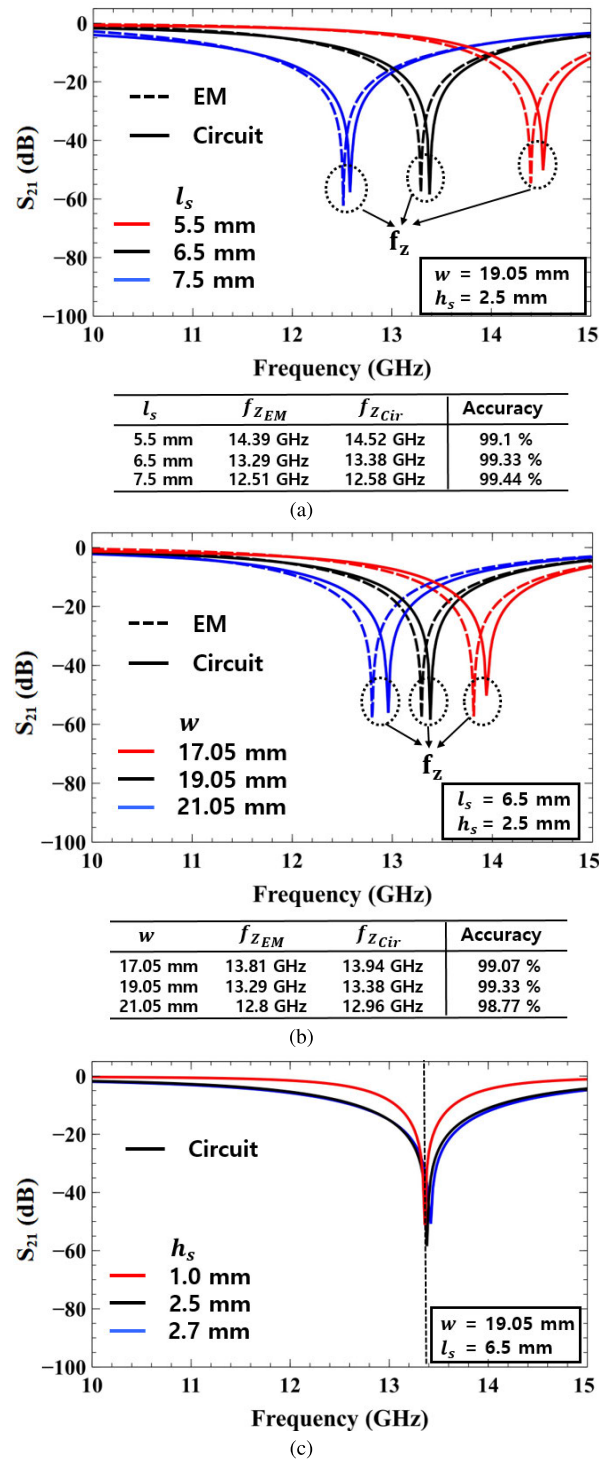 0
−20
−40
−60
−80
−100
S21 (dB)
EM
Circuit
ls
5.5 mm
6.5 mm
7.5 mm
fz
w = 19.05 mm
hs = 2.5 mm
10 11 12 13 14 15
Frequency (GHz)
ls fZEM fZCir Accuracy
5.5 mm 14.39 GHz 14.52 GHz 99.1 %
6.5 mm 13.29 GHz 13.38 GHz 99.33 %
7.5 mm 12.51 GHz 12.58 GHz 99.44 %
(a)
0
−20
−40
−60
−80
−100
S21 (dB)
EM
Circuit
w
17.05 mm
19.05 mm
21.05 mm
fz
ls = 6.5 mm
hs = 2.5 mm
10 11 12 13 14 15
Frequency (GHz)
w fZEM fZCir Accuracy
17.05 mm 13.81 GHz 13.94 GHz 99.07 %
19.05 mm 13.29 GHz 13.38 GHz 99.33 %
21.05 mm 12.8 GHz 12.96 GHz 98.77 %
(b)
0
−20
−40
−60
−80
−100
S21 (dB)
Circuit
hs
1.0 mm
2.5 mm
2.7 mm
w = 19.05 mm
ls = 6.5 mm
10 11 12 13 14 15
Frequency (GHz)
(c)